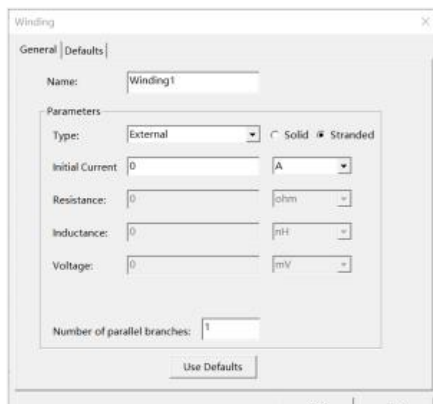 Winding
General Defaults
Name: Winding1
Parameters
Type: External Solid Stranded
Initial Current 0 A
Resistance: 0 ohm
Inductance: 0 nH
Voltage: 0 mV
Number of parallel branches: 1
Use Defaults